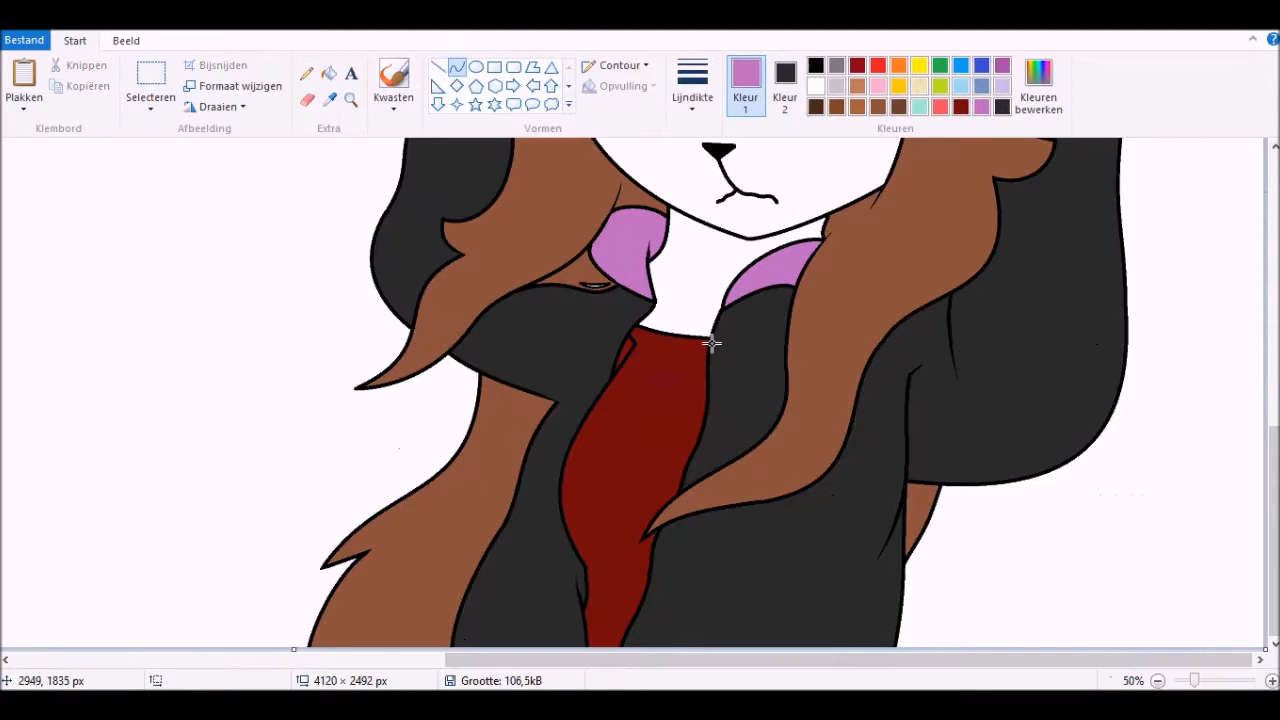 Bestand Start Beeld
Plakken
Knippen
Kopiëren
Klembord
Selecteren
Bijsnijden
Formaat wijzigen
Draaien
Afbeelding
A
Extra
Kwasten
Contour
Opvulling
Vormen
Lijndikte
Kleur
1
Kleur
2
Kleuren
bewerken
Kleuren
2949, 1835 px
4120 × 2492 px
Grootte: 106,5kB
50%